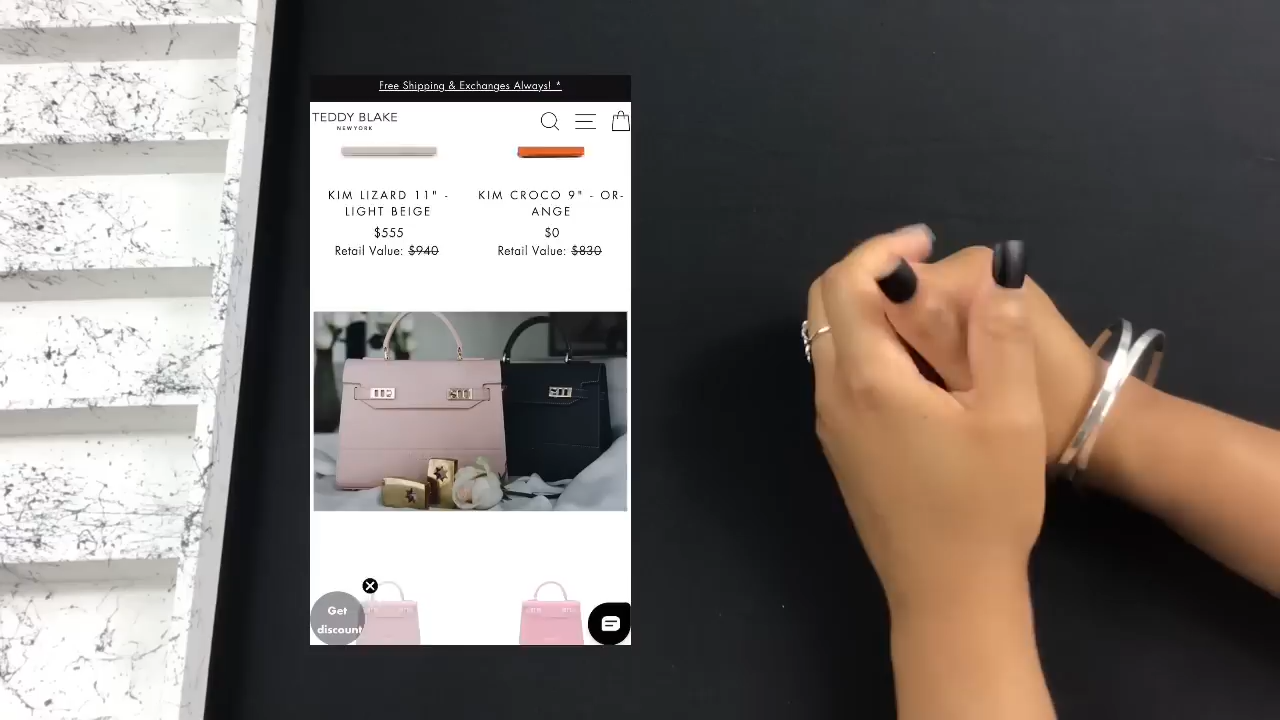 Free Shipping & Exchanges Always! *
TEDDY BLAKE
NEW YORK
KIM LIZARD 11" -
LIGHT BEIGE
$555
Retail Value: $940
KIM CROCO 9" - OR-
ANGE
$0
Retail Value: $830
Get
discount